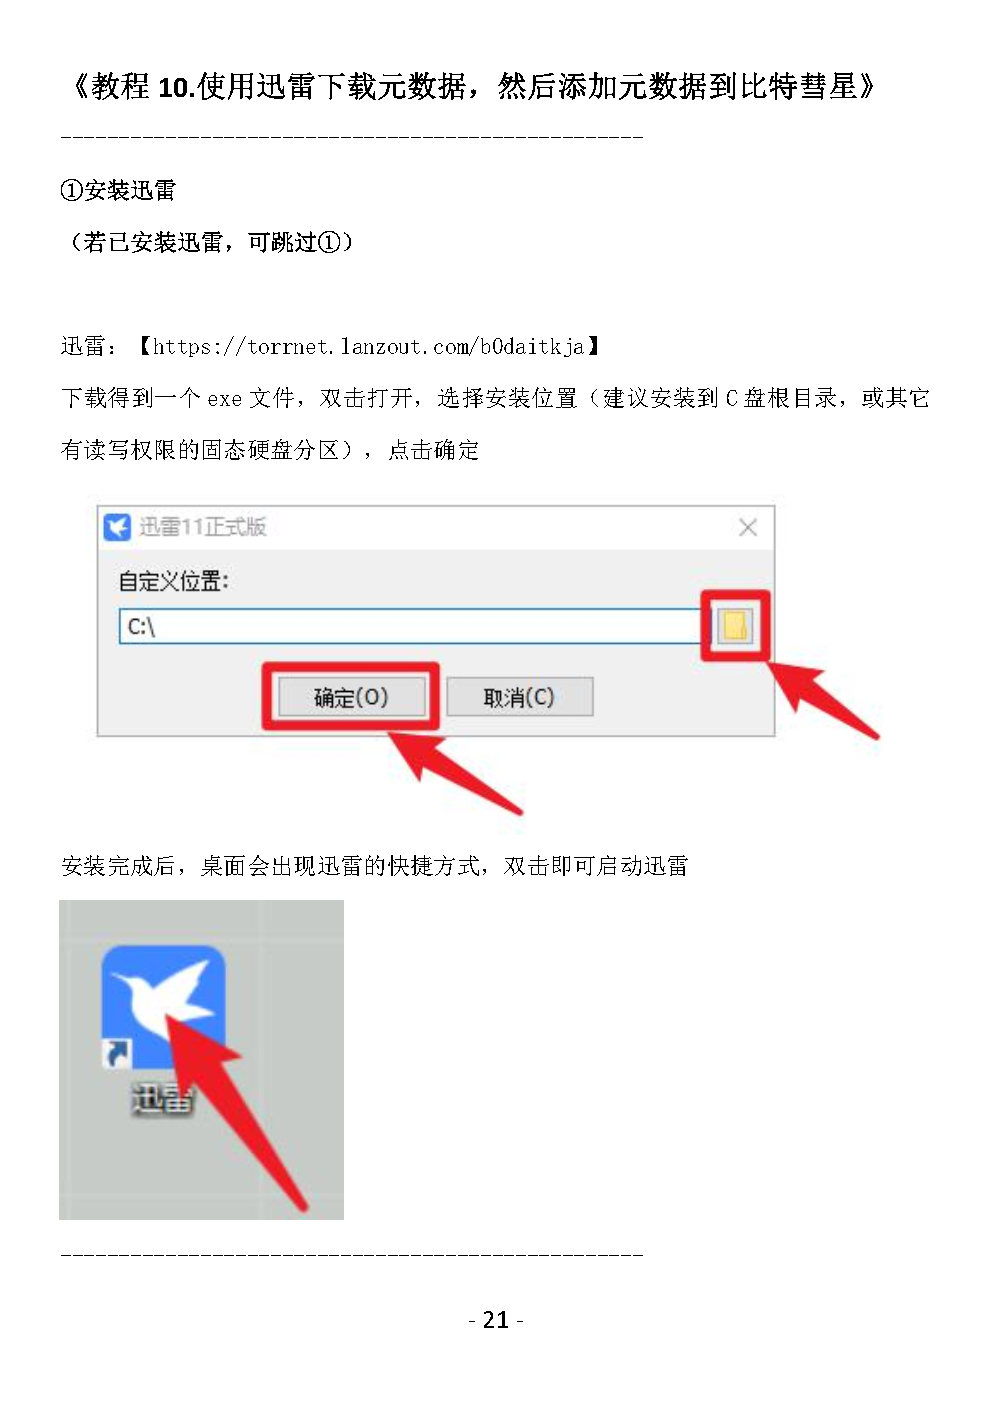 《教程 10.使用迅雷下载元数据，然后添加元数据到比特彗星》
--------------------------------------------------
①安装迅雷
（若已安装迅雷，可跳过①）
迅雷：【https://torrnet.lanzout.com/b0daitkja】
下载得到一个 exe 文件，双击打开，选择安装位置（建议安装到 C 盘根目录，或其它
有读写权限的固态硬盘分区），点击确定
迅雷11正式版
自定义位置:
C:\
确定(O)
取消(C)
安装完成后，桌面会出现迅雷的快捷方式，双击即可启动迅雷
迅雷
--------------------------------------------------
- 21 -